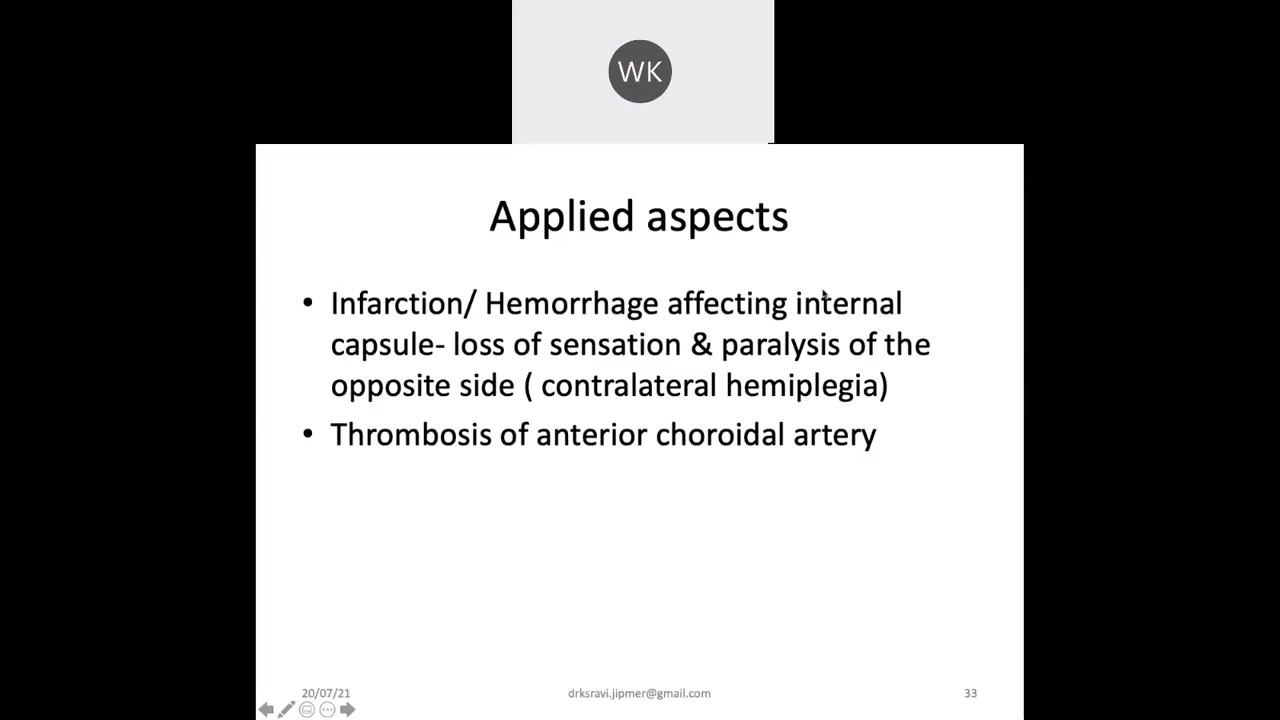 WK
Applied aspects
• Infarction/ Hemorrhage affecting internal
capsule- loss of sensation & paralysis of the
opposite side ( contralateral hemiplegia)
• Thrombosis of anterior choroidal artery
20/07/21
drksravi.jipmer@gmail.com
33